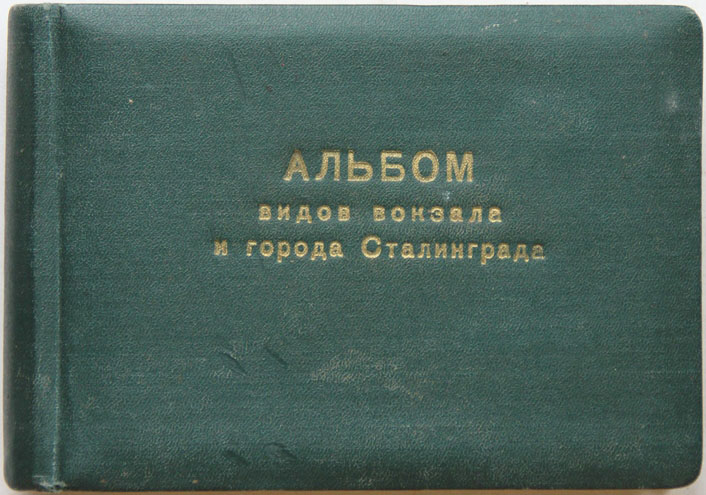 АЛЬБОМ
видов вокзала
и города Сталинграда